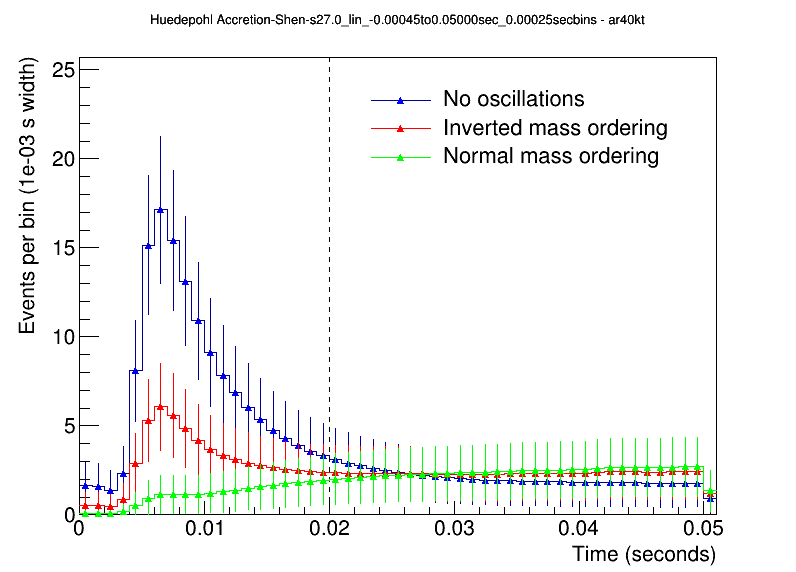 Huedepohl Accretion-Shen-s27.0_lin_-0.00045to0.05000sec_0.00025secbins - ar40kt
Events per bin (1e-03 s width)
25
20
15
10
5
0
No oscillations
Inverted mass ordering
Normal mass ordering
0 0.01 0.02 0.03 0.04 0.05
Time (seconds)